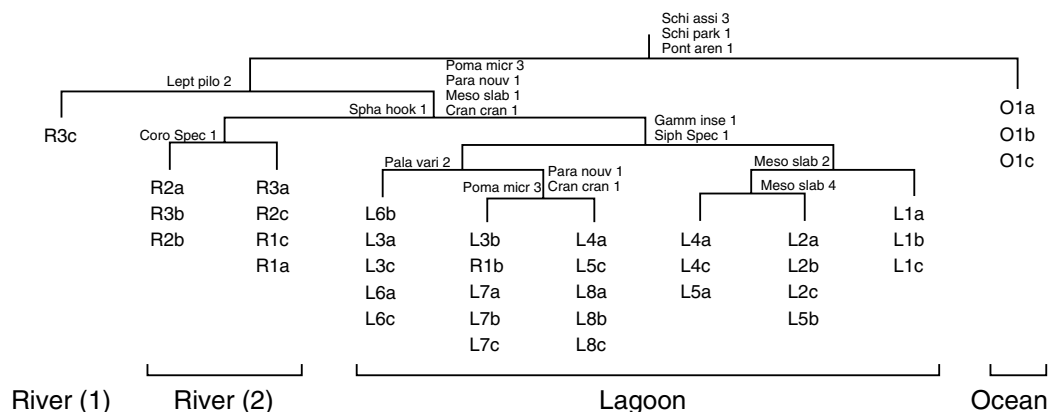 Schi assi 3
Schi park 1
Pont aren 1
Lept pilo 2
Poma micr 3
Para nouv 1
Meso slab 1
Cran cran 1
Spha hook 1
Gamm inse 1
Siph Spec 1
Coro Spec 1
Pala vari 2
Meso slab 2
Para nouv 1
Cran cran 1
Poma micr 3
Meso slab 4
R3c
R2a
R3b
R2b
R3a
R2c
R1c
R1a
L6b
L3a
L3c
L6a
L6c
L3b
R1b
L7a
L7b
L7c
L4a
L5c
L8a
L8b
L8c
L4a
L4c
L5a
L2a
L2b
L2c
L5b
L1a
L1b
L1c
O1a
O1b
O1c
River (1)
River (2)
Lagoon
Ocean